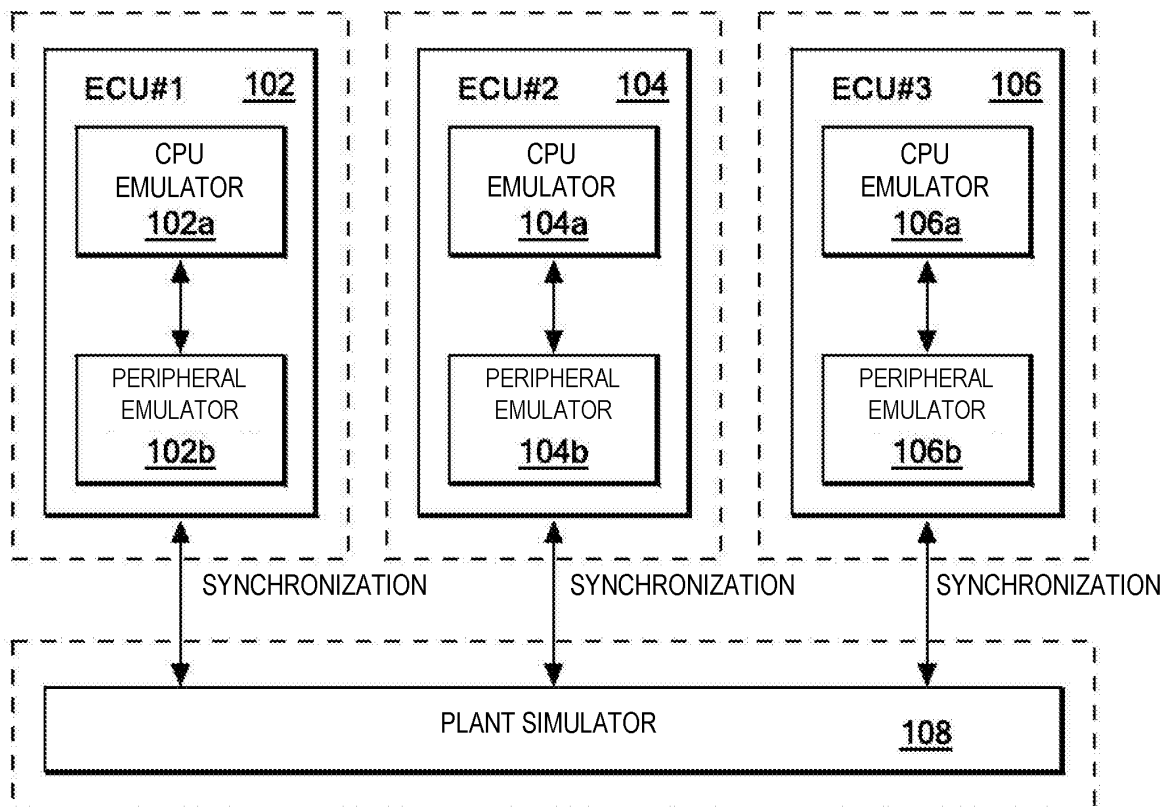 ECU#1 102
CPU
EMULATOR
102a
PERIPHERAL
EMULATOR
102b
ECU#2 104
CPU
EMULATOR
104a
PERIPHERAL
EMULATOR
104b
ECU#3 106
CPU
EMULATOR
106a
PERIPHERAL
EMULATOR
106b
SYNCHRONIZATION
SYNCHRONIZATION
SYNCHRONIZATION
PLANT SIMULATOR 108